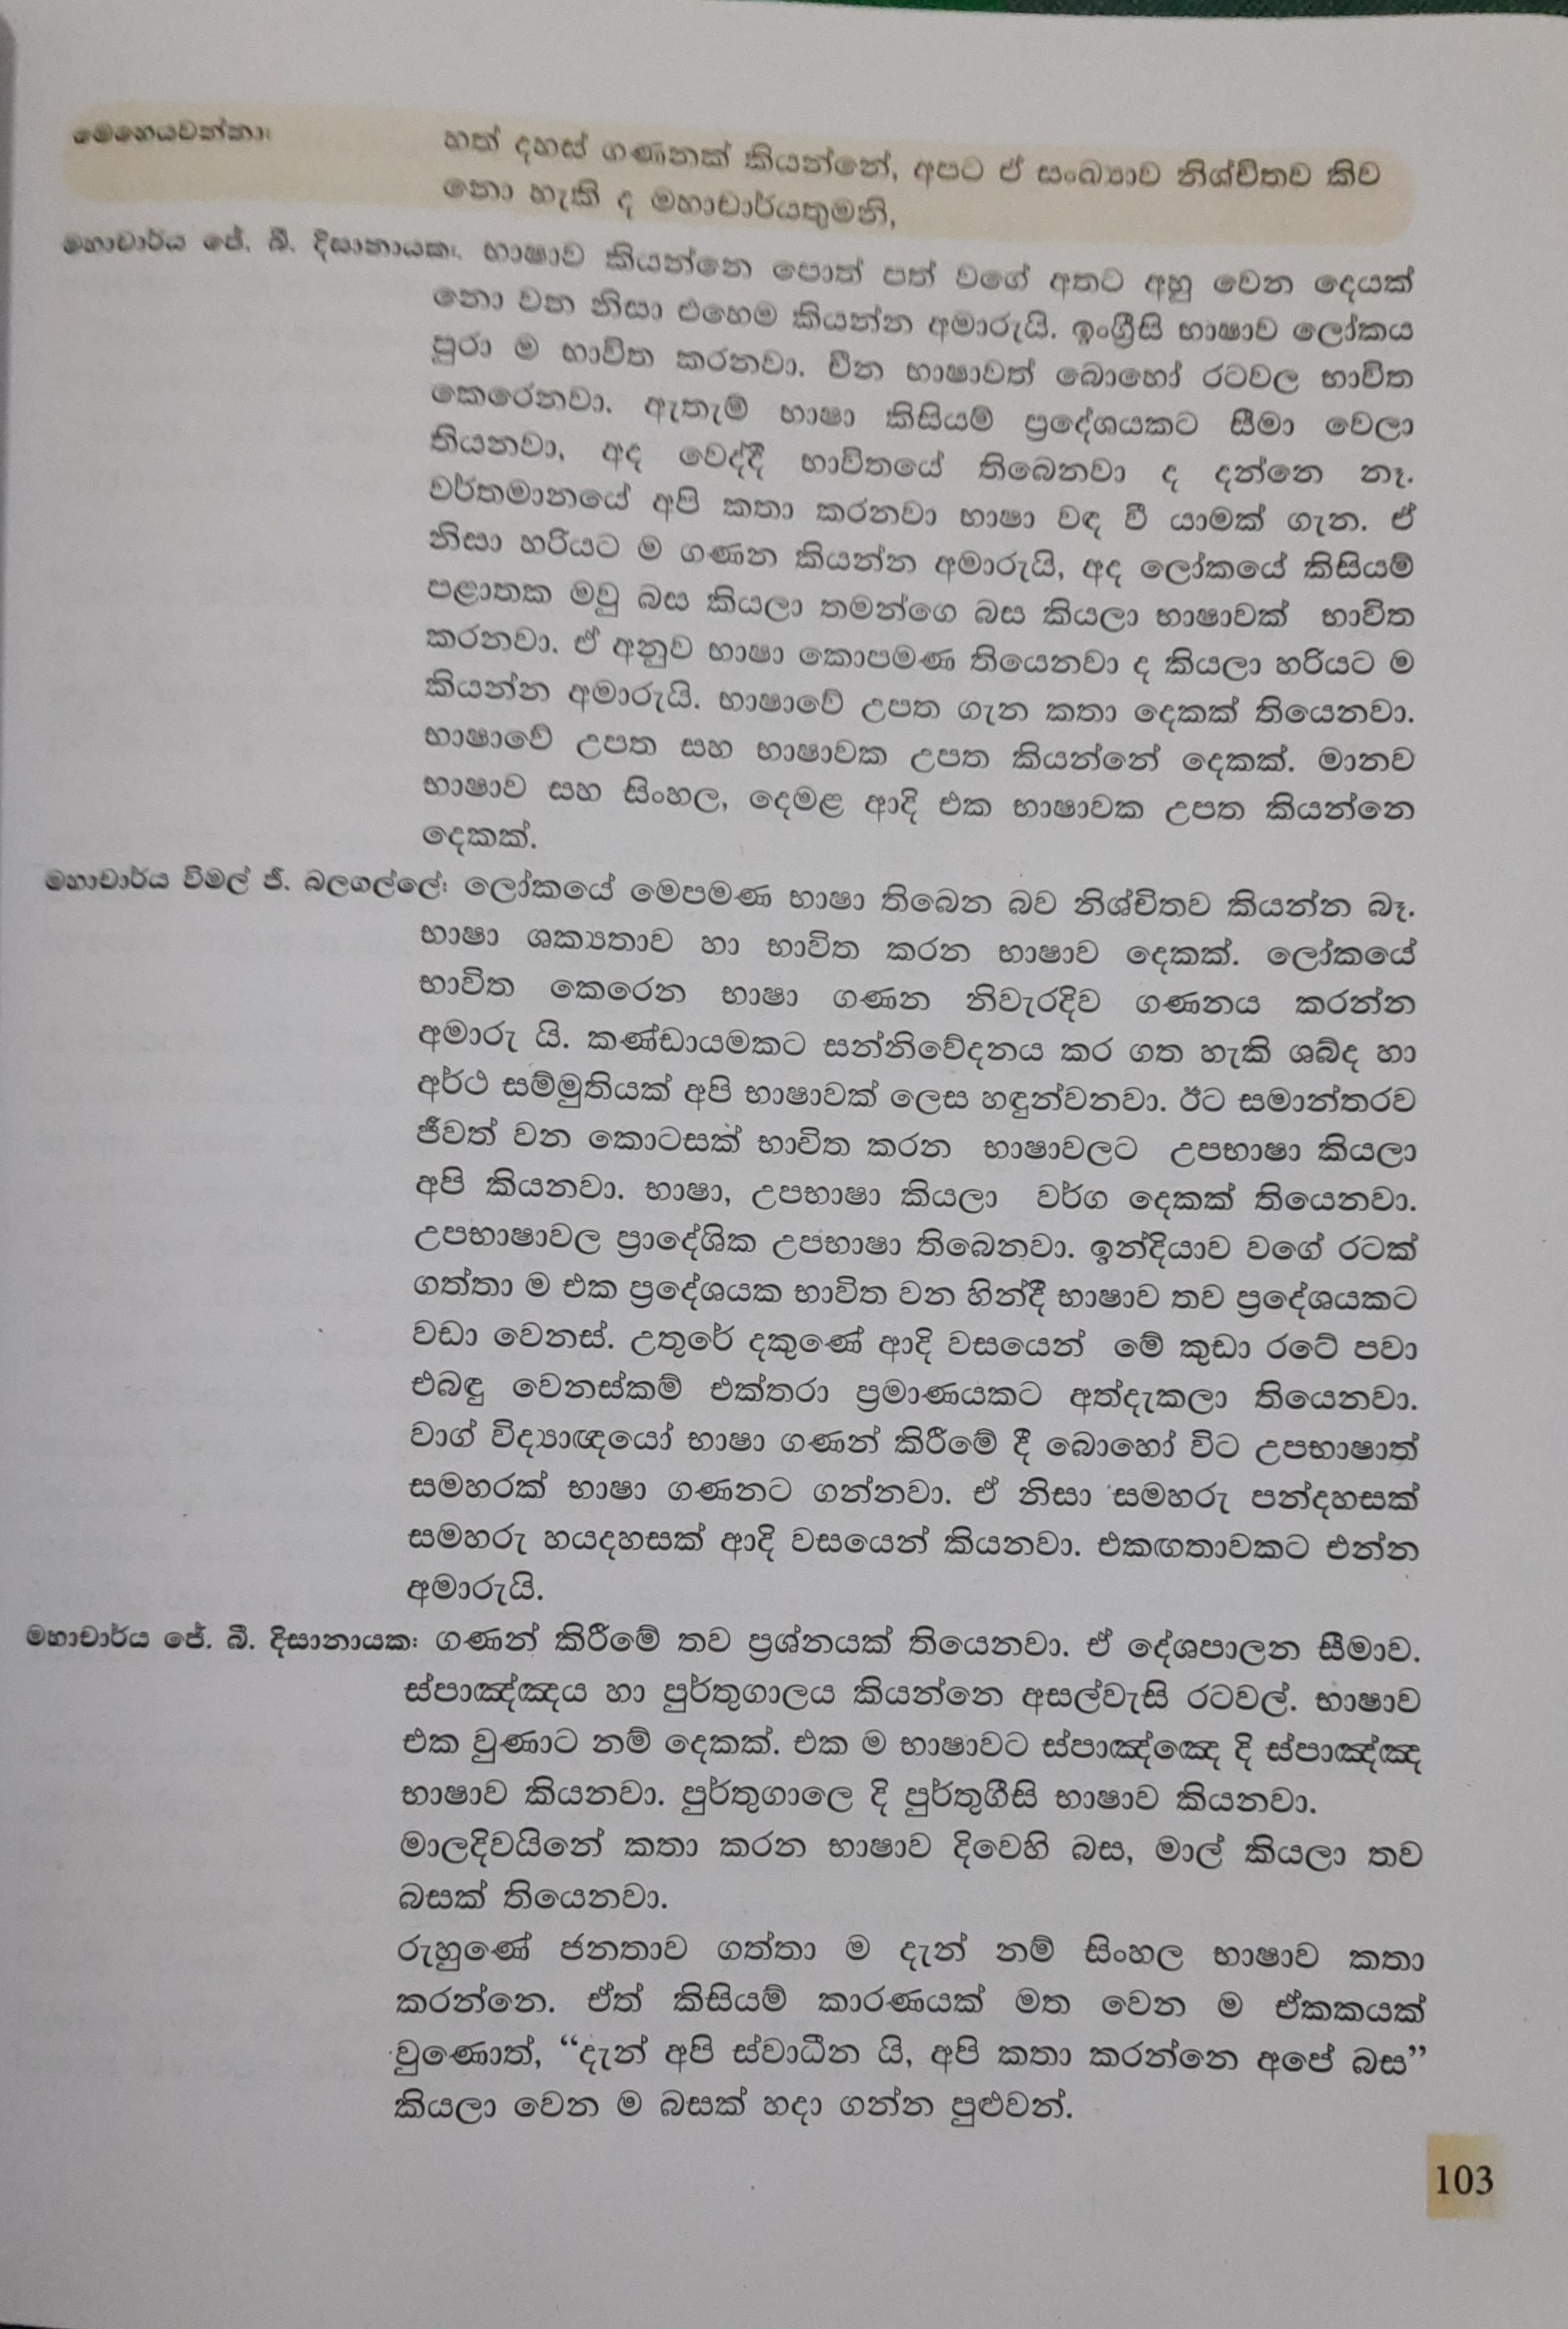 මෙහෙයවන්නා: හත් දහස් ගණනක් කියන්නේ, අපට ඒ සංඛ්‍යාව නිශ්චිතව කිව
නො හැකි ද මහාචාර්යතුමනි,
මහාචාර්ය ජේ. බී. දිසානායක: භාෂාව කියන්නෙ පොත් පත් වගේ අතට අහු වෙන දෙයක්
නො වන නිසා එහෙම කියන්න අමාරුයි. ඉංග්‍රීසි භාෂාව ලෝකය
පුරා ම භාවිත කරනවා. චීන භාෂාවත් බොහෝ රටවල භාවිත
කෙරෙනවා. ඇතැම් භාෂා කිසියම් ප්‍රදේශයකට සීමා වෙලා
තියනවා, අද වෙද්දී භාවිතයේ තිබෙනවා ද දන්නෙ නෑ.
වර්තමානයේ අපි කතා කරනවා භාෂා වඳ වී යාමක් ගැන. ඒ
නිසා හරියට ම ගණන කියන්න අමාරුයි, අද ලෝකයේ කිසියම්
පළාතක මවු බස කියලා තමන්ගෙ බස කියලා භාෂාවක් භාවිත
කරනවා. ඒ අනුව භාෂා කොපමණ තියෙනවා ද කියලා හරියට ම
කියන්න අමාරුයි. භාෂාවේ උපත ගැන කතා දෙකක් තියෙනවා.
භාෂාවේ උපත සහ භාෂාවක උපත කියන්නේ දෙකක්. මානව
භාෂාව සහ සිංහල, දෙමළ ආදි එක භාෂාවක උපත කියන්නෙ
දෙකක්.
මහාචාර්ය විමල් ජී. බලගල්ලේ: ලෝකයේ මෙපමණ භාෂා තිබෙන බව නිශ්චිතව කියන්න බෑ.
භාෂා ශක්‍යතාව හා භාවිත කරන භාෂාව දෙකක්. ලෝකයේ
භාවිත කෙරෙන භාෂා ගණන නිවැරදිව ගණනය කරන්න
අමාරු යි. කණ්ඩායමකට සන්නිවේදනය කර ගත හැකි ශබ්ද හා
අර්ථ සම්මුතියක් අපි භාෂාවක් ලෙස හඳුන්වනවා. ඊට සමාන්තරව
ජීවත් වන කොටසක් භාවිත කරන භාෂාවලට උපභාෂා කියලා
අපි කියනවා. භාෂා, උපභාෂා කියලා වර්ග දෙකක් තියෙනවා.
උපභාෂාවල ප්‍රාදේශික උපභාෂා තිබෙනවා. ඉන්දියාව වගේ රටක්
ගත්තා ම එක ප්‍රදේශයක භාවිත වන හින්දී භාෂාව තව ප්‍රදේශයකට
වඩා වෙනස්. උතුරේ දකුණේ ආදි වසයෙන් මේ කුඩා රටේ පවා
එබඳු වෙනස්කම් එක්තරා ප්‍රමාණයකට අත්දැකලා තියෙනවා.
වාග් විද්‍යාඥයෝ භාෂා ගණන් කිරීමේ දී බොහෝ විට උපභාෂාත්
සමහරක් භාෂා ගණනට ගන්නවා. ඒ නිසා සමහරු පන්දහසක්
සමහරු හයදහසක් ආදි වසයෙන් කියනවා. එකඟතාවකට එන්න
අමාරුයි.
මහාචාර්ය ජේ. බී. දිසානායක: ගණන් කිරීමේ තව ප්‍රශ්නයක් තියෙනවා. ඒ දේශපාලන සීමාව.
ස්පාඤ්ඤය හා පුර්තුගාලය කියන්නෙ අසල්වැසි රටවල්. භාෂාව
එක වුණාට නම් දෙකක්. එක ම භාෂාවට ස්පාඤ්ඤෙ දි ස්පාඤ්ඤ
භාෂාව කියනවා. පුර්තුගාලෙ දි පුර්තුගීසි භාෂාව කියනවා.
මාලදිවයිනේ කතා කරන භාෂාව දිවෙහි බස, මාල් කියලා තව
බසක් තියෙනවා.
රුහුණේ ජනතාව ගත්තා ම දැන් නම් සිංහල භාෂාව කතා
කරන්නෙ. ඒත් කිසියම් කාරණයක් මත වෙන ම ඒකකයක්
වුණොත්, “දැන් අපි ස්වාධීන යි, අපි කතා කරන්නෙ අපේ බස”
කියලා වෙන ම බසක් හදා ගන්න පුළුවන්.
103